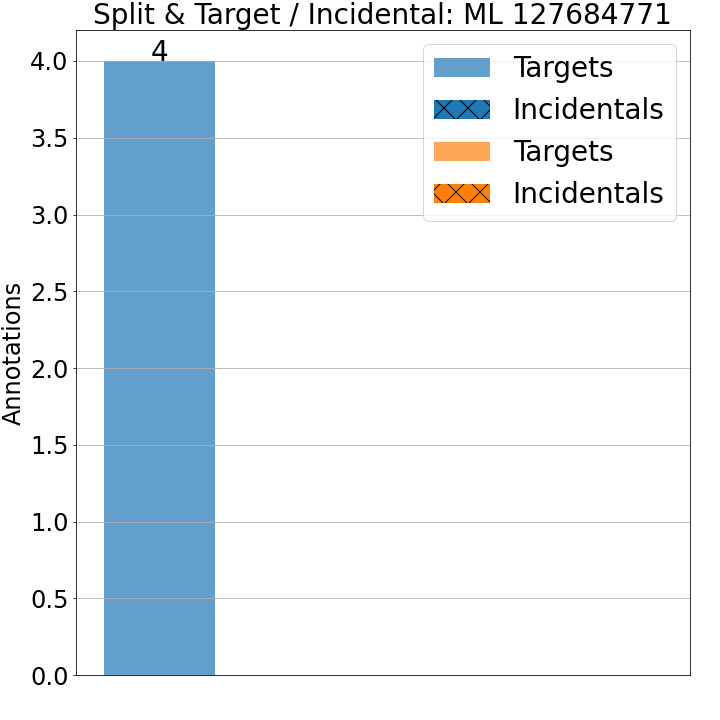 Split & Target / Incidental: ML 127684771
4
4.0
3.5
3.0
2.5
2.0
1.5
1.0
0.5
0.0
Annotations
Targets
Incidentals
Targets
Incidentals